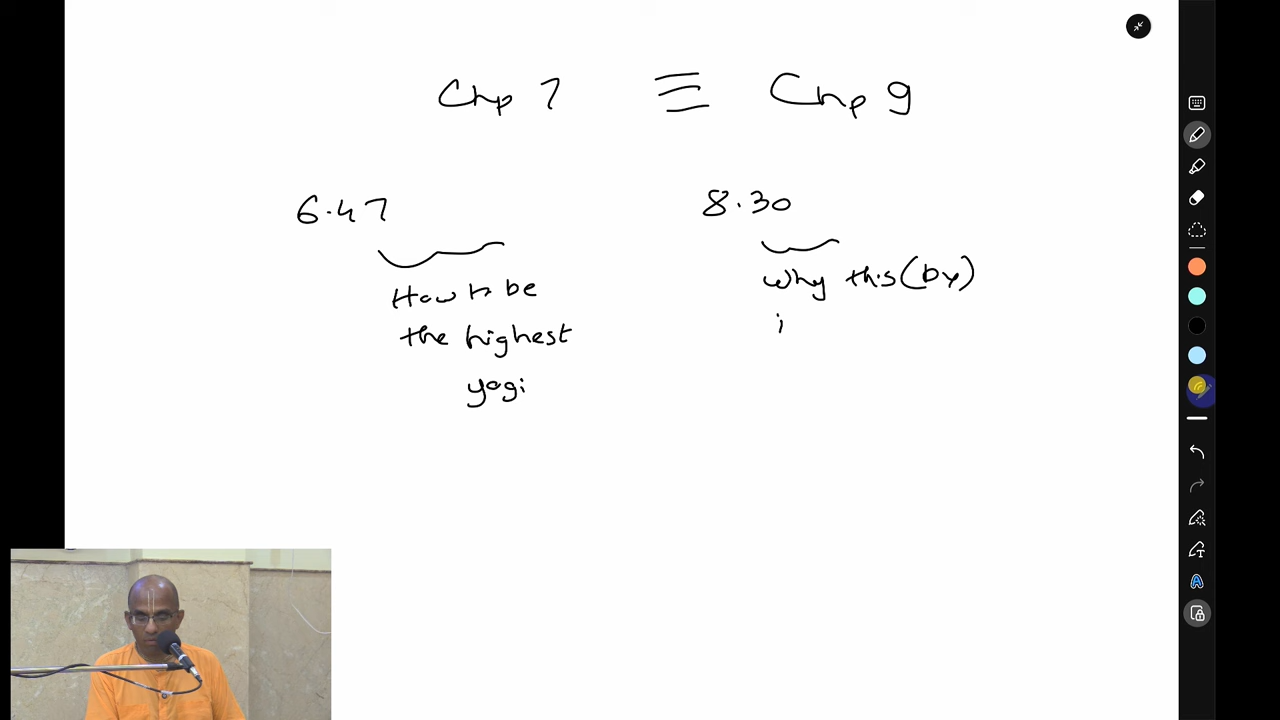 Chp 7 ≡ Chp 9
6.47
How to be
the highest
yogi
8.30
Why this (by)
i